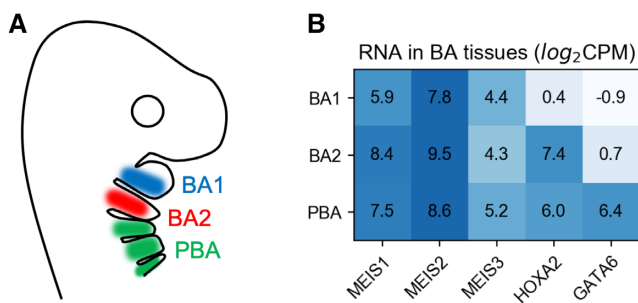 A
BA1
BA2
PBA
B
RNA in BA tissues (log₂CPM)
BA1 5.9 7.8 4.4 0.4 -0.9
BA2 8.4 9.5 4.3 7.4 0.7
PBA 7.5 8.6 5.2 6.0 6.4
MEIS1 MEIS2 MEIS3 HOXA2 GATA6